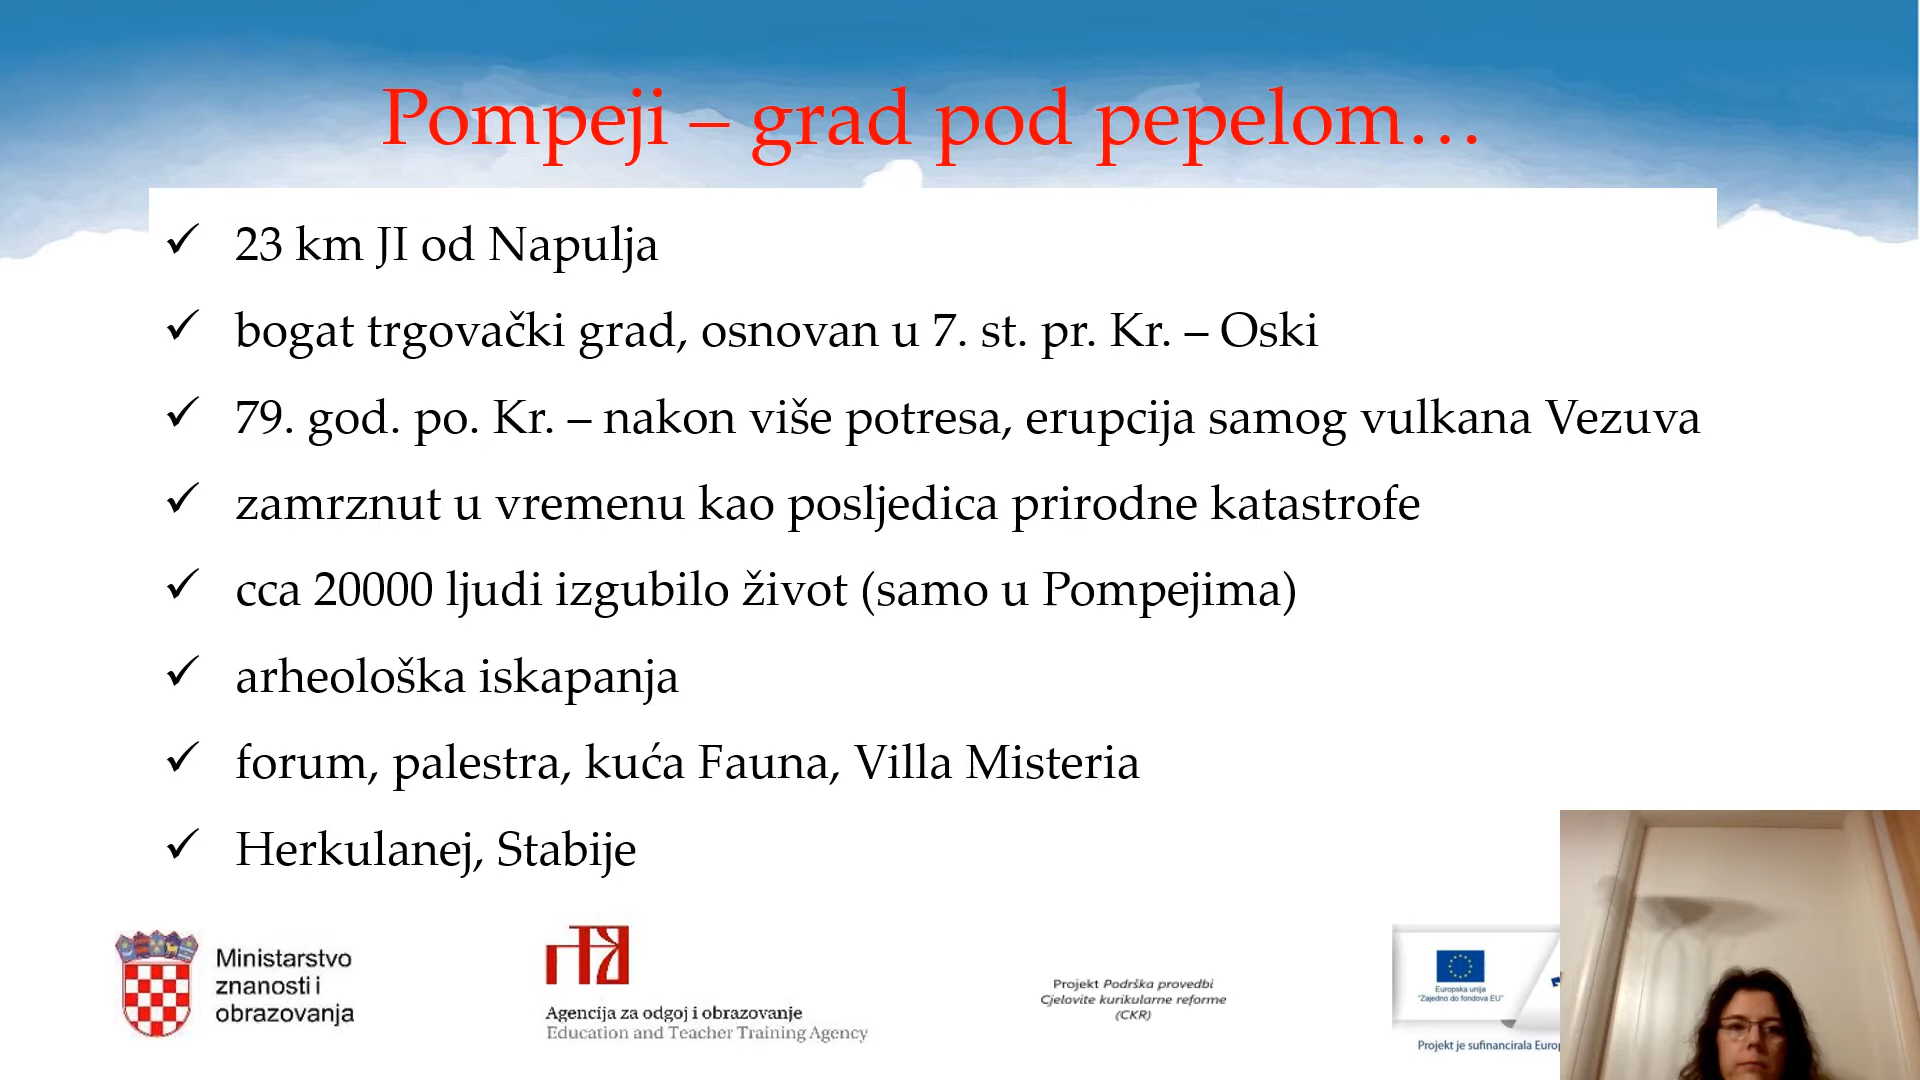 Pompeji – grad pod pepelom…
✓ 23 km JI od Napulja
✓ bogat trgovački grad, osnovan u 7. st. pr. Kr. – Oski
✓ 79. god. po. Kr. – nakon više potresa, erupcija samog vulkana Vezuva
✓ zamrznut u vremenu kao posljedica prirodne katastrofe
✓ cca 20000 ljudi izgubilo život (samo u Pompejima)
✓ arheološka iskapanja
✓ forum, palestra, kuća Fauna, Villa Misteria
✓ Herkulanej, Stabije
Ministarstvo
znanosti i
obrazovanja
Agencija za odgoj i obrazovanje
Education and Teacher Training Agency
Projekt Podrška provedbi
Cjelovite kurikularne reforme
(CKR)
Europska unija
"Zajedno do fondova EU"
Projekt je sufinancirala